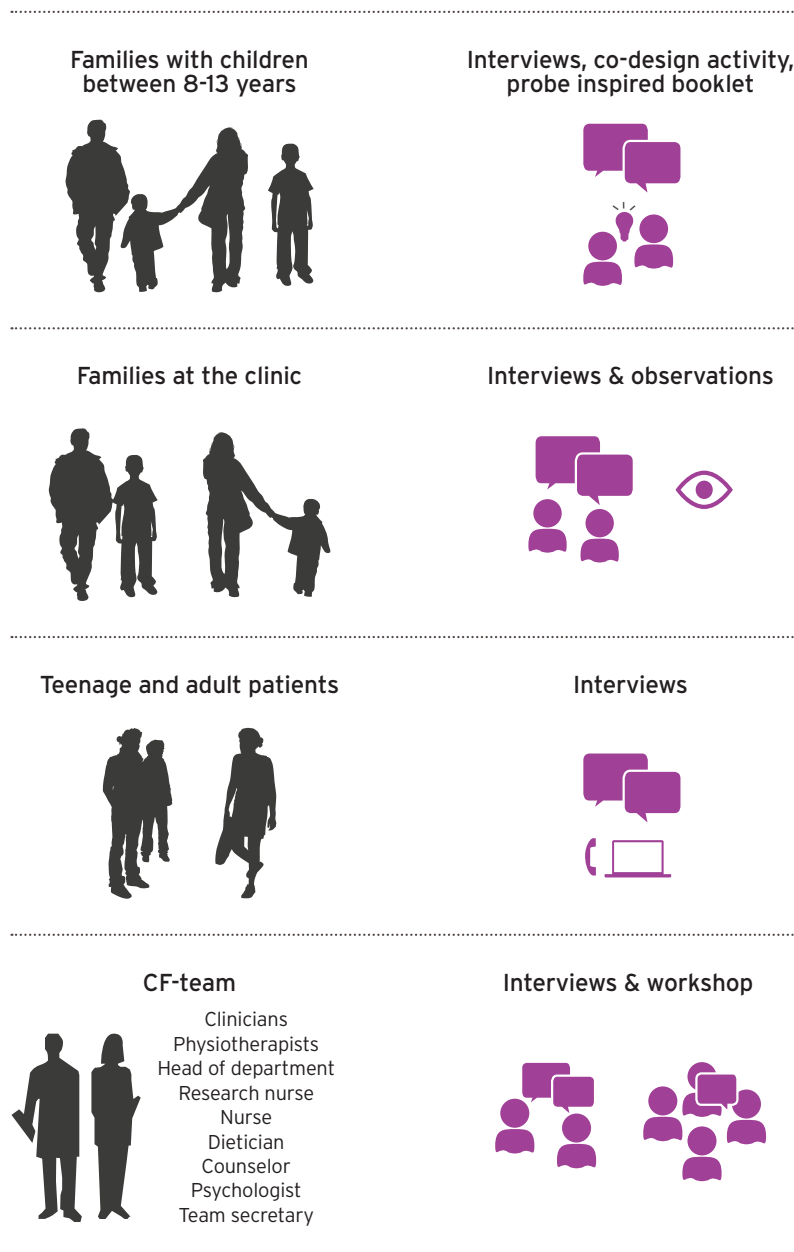 Families with children
between 8-13 years
Interviews, co-design activity,
probe inspired booklet
Families at the clinic
Interviews & observations
Teenage and adult patients
Interviews
CF-team
Clinicians
Physiotherapists
Head of department
Research nurse
Nurse
Dietician
Counselor
Psychologist
Team secretary
Interviews & workshop